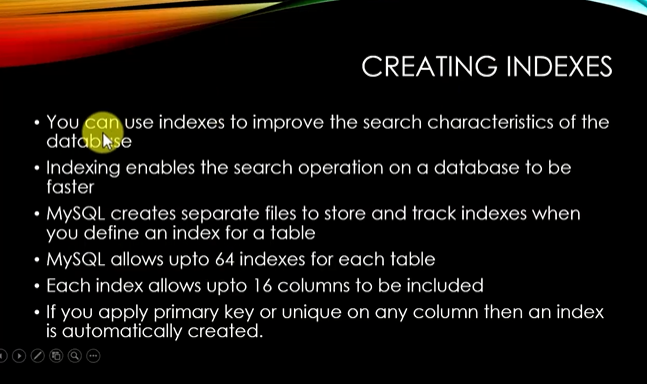 CREATING INDEXES
• You can use indexes to improve the search characteristics of the
database
• Indexing enables the search operation on a database to be
faster
• MySQL creates separate files to store and track indexes when
you define an index for a table
• MySQL allows upto 64 indexes for each table
• Each index allows upto 16 columns to be included
• If you apply primary key or unique on any column then an index
is automatically created.